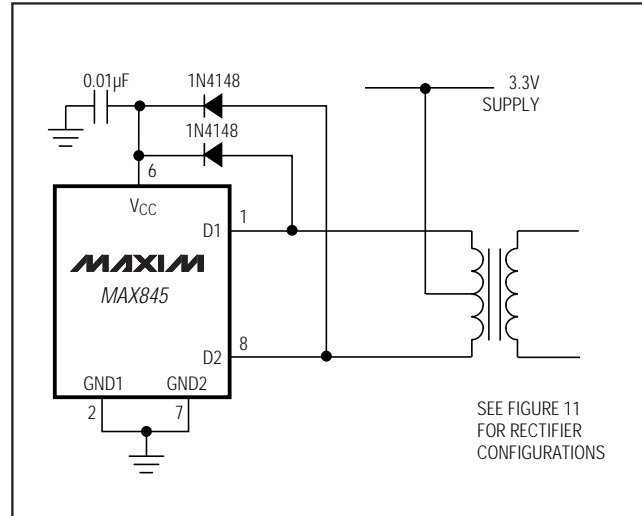 0.01µF
1N4148
1N4148
3.3V
SUPPLY
6
VCC
D1
1
MAXIM
MAX845
D2
8
GND1
GND2
2
7
SEE FIGURE 11
FOR RECTIFIER
CONFIGURATIONS